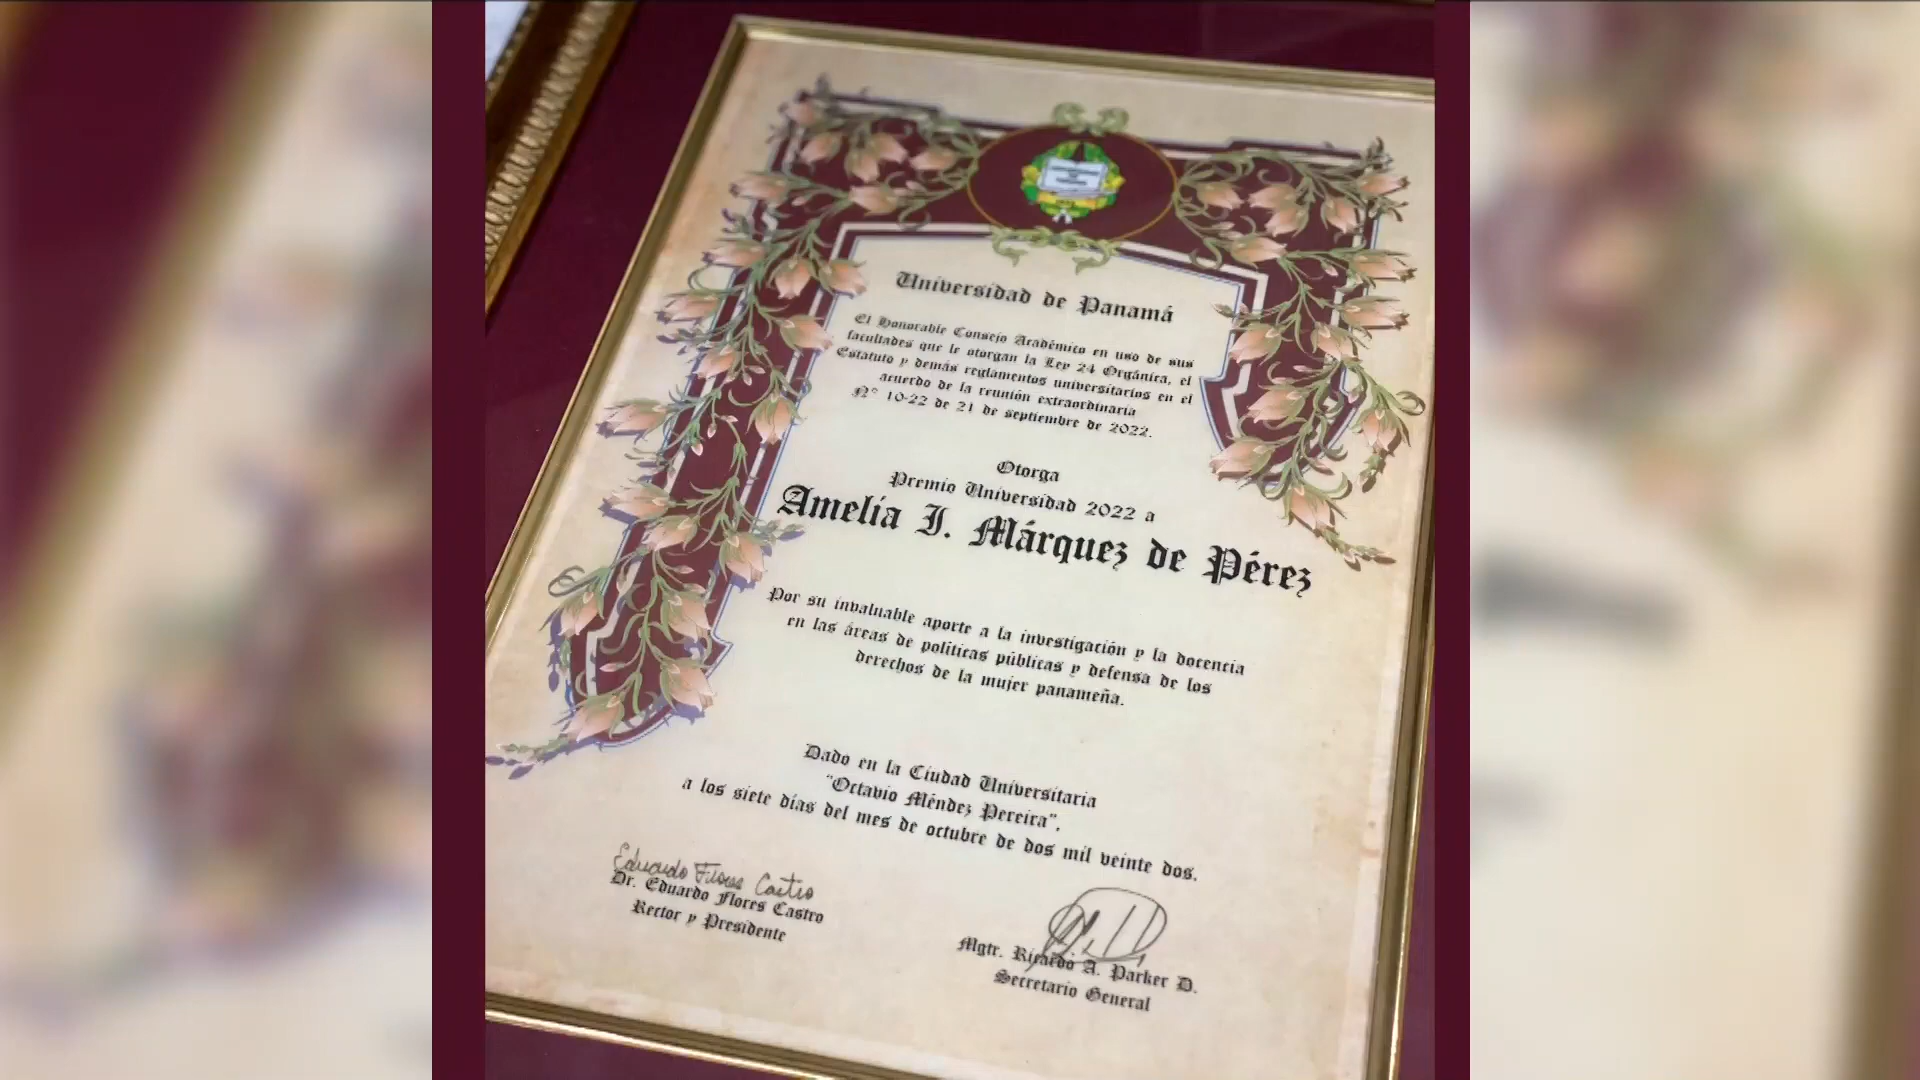 Universidad de Panamá
El Honorable Consejo Académico en uso de sus
facultades que le otorgan la Ley 24 Orgánica, el
Estatuto y demás reglamentos universitarios en el
acuerdo de la reunión extraordinaria
N° 10-22 de 21 de septiembre de 2022.
Otorga
Premio Universidad 2022 a
Amelia I. Márquez de Pérez
Por su invaluable aporte a la investigación y la docencia
en las áreas de políticas públicas y defensa de los
derechos de la mujer panameña.
Dado en la Ciudad Universitaria
"Octavio Méndez Pereira",
a los siete días del mes de octubre de dos mil veinte dos.
Eduardo Flores Castro
Dr. Eduardo Flores Castro
Rector y Presidente
Mgtr. Ricardo A. Parker D.
Secretario General